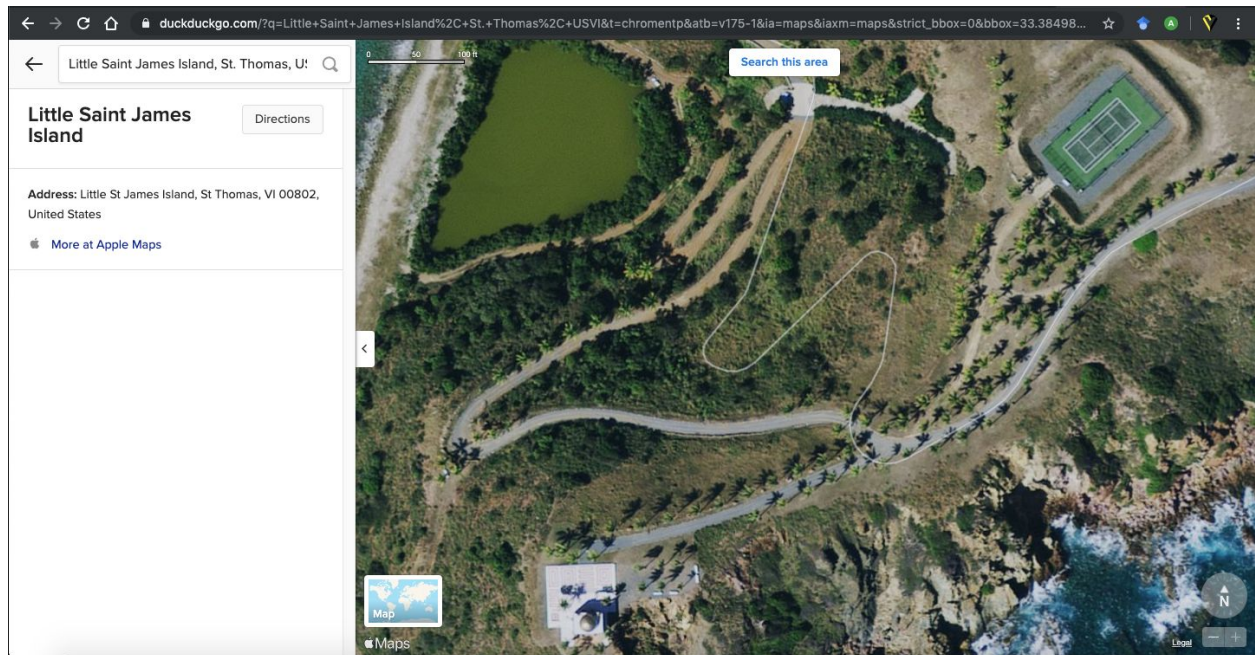 duckduckgo.com/?q=Little+Saint+James+Island%2C+St.+Thomas%2C+USVI&t=chromentp&atb=v175-1&ia=maps&iaxm=maps&strict_bbox=0&bbox=33.38498...
Little Saint James Island, St. Thomas, U
0 50 100 ft
Search this area
Little Saint James
Island
Directions
Address: Little St James Island, St Thomas, VI 00802,
United States
More at Apple Maps
Map
Maps
N
Legal